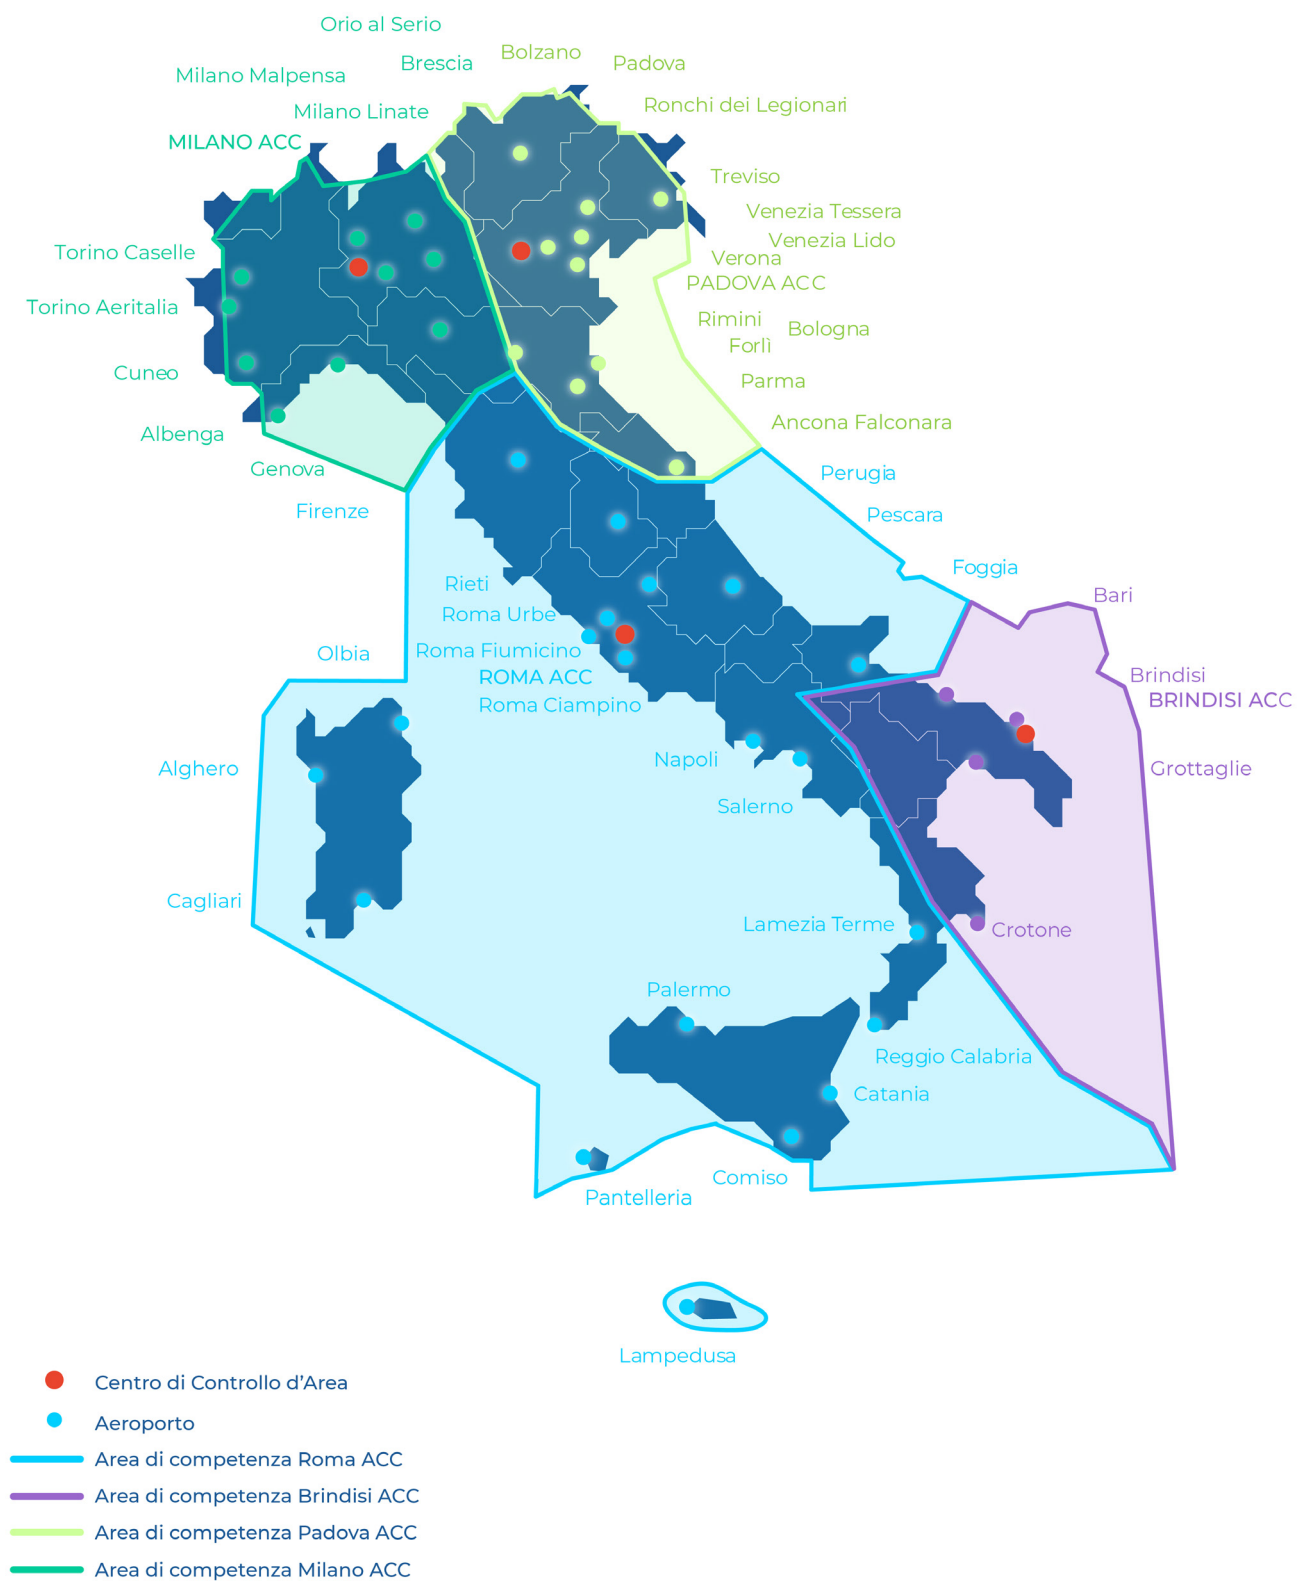 Orio al Serio
Bolzano
Brescia
Padova
Milano Malpensa
Ronchi dei Legionari
Milano Linate
MILANO ACC
Treviso
Venezia Tessera
Venezia Lido
Torino Caselle
Verona
PADOVA ACC
Torino Aeritalia
Rimini
Bologna
Forlì
Cuneo
Parma
Ancona Falconara
Albenga
Genova
Perugia
Firenze
Pescara
Foggia
Rieti
Bari
Roma Urbe
Roma Fiumicino
Olbia
ROMA ACC
Brindisi
BRINDISI ACC
Roma Ciampino
Napoli
Alghero
Grottaglie
Salerno
Cagliari
Lamezia Terme
Crotone
Palermo
Reggio Calabria
Catania
Comiso
Pantelleria
Lampedusa
Centro di Controllo d'Area
Aeroporto
Area di competenza Roma ACC
Area di competenza Brindisi ACC
Area di competenza Padova ACC
Area di competenza Milano ACC